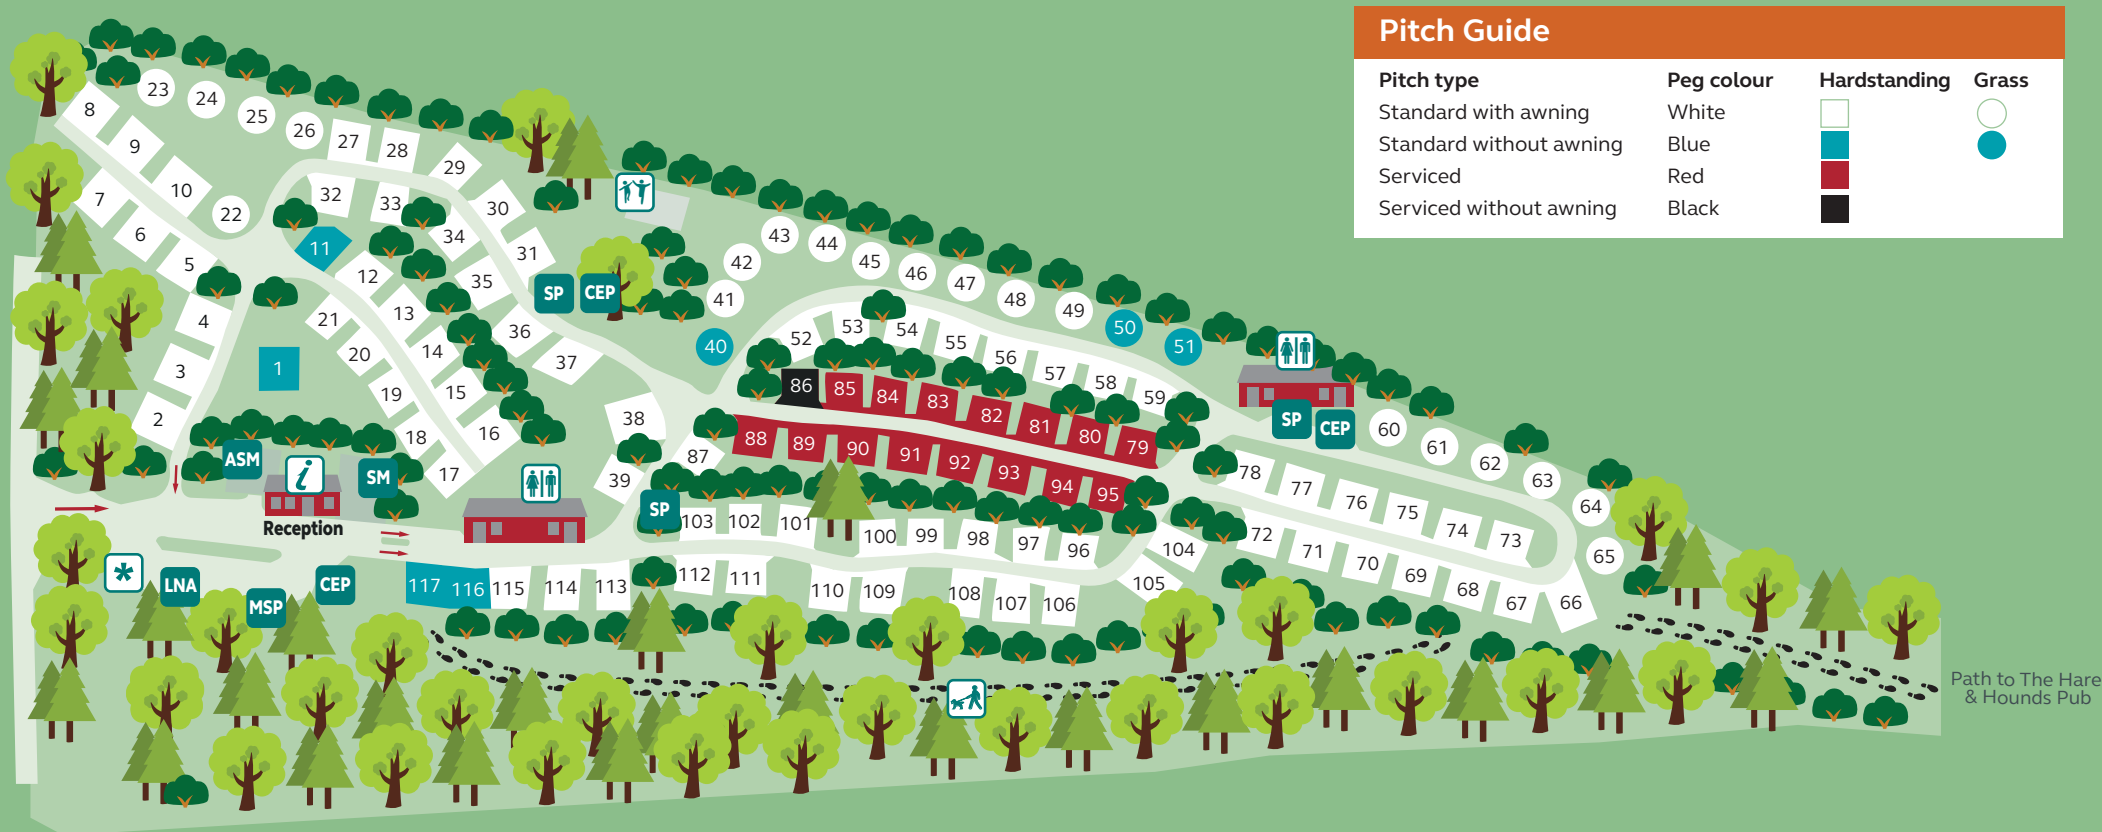 Pitch Guide
Pitch type Peg colour Hardstanding Grass
Standard with awning White
Standard without awning Blue
Serviced Red
Serviced without awning Black
23 24 25 26 27 28 29
8 9 10 22 32 33 30
7 6 5 11 34 31
12 35
4 21 13 36
3 1 20 14 37
2 19 15
18 16 38
17 39
SP CEP
43 44 45 46 47 48 49 50 51
42
41
40
52 53 54 55 56 57 58 59
86 85 84 83 82 81 80 79
88 89 90 91 92 93 94 95
87
SP CEP
60 61 62 63 64 65
78 77 76 75 74 73
72 71 70 69 68 67 66
ASM i SM
Reception
SP
103 102 101 100 99 98 97 96
104
105
* LNA MSP CEP
117 116 115 114 113 112 111 110 109 108 107 106
Path to The Hare
& Hounds Pub